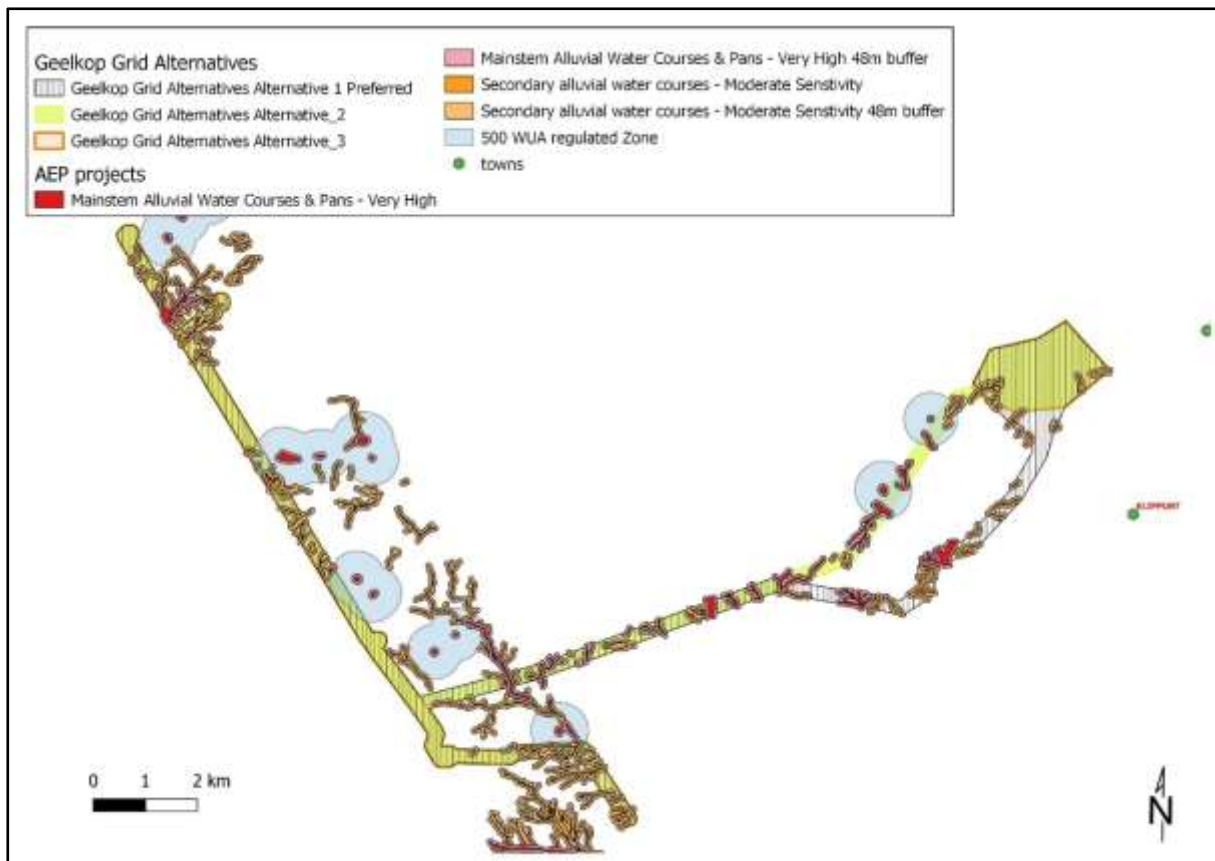 Geelkop Grid Alternatives
Geelkop Grid Alternatives Alternative 1 Preferred
Geelkop Grid Alternatives Alternative_2
Geelkop Grid Alternatives Alternative_3
AEP projects
Mainstem Alluvial Water Courses & Pans - Very High
Mainstem Alluvial Water Courses & Pans - Very High 48m buffer
Secondary alluvial water courses - Moderate Senstivity
Secondary alluvial water courses - Moderate Senstivity 48m buffer
500 WUA regulated Zone
towns
KLIPPUNT
0 1 2 km
N